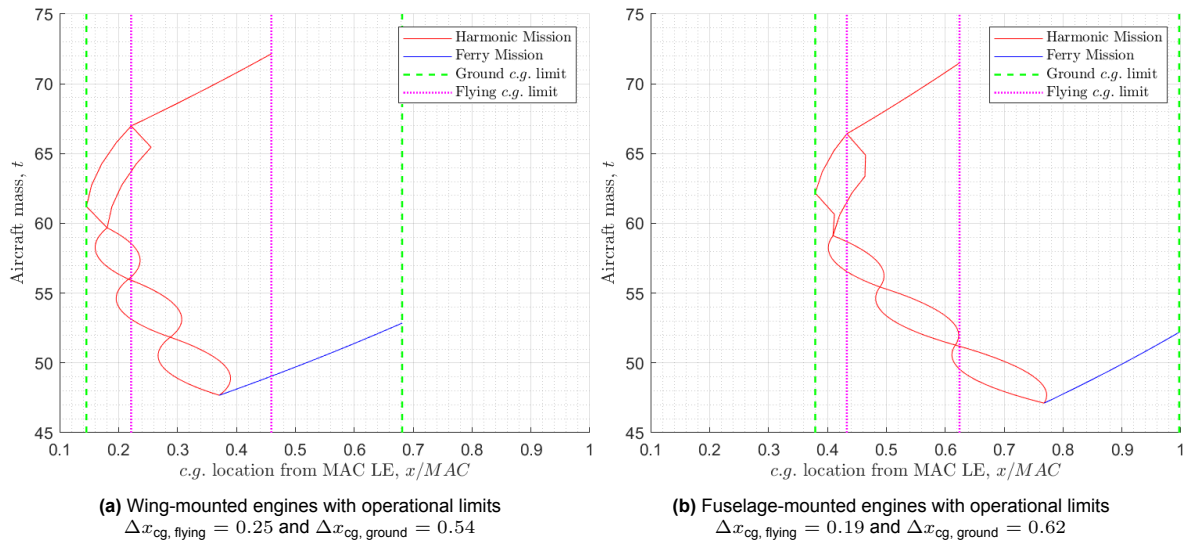 75
70
65
60
55
50
45
Aircraft mass, t
0.1 0.2 0.3 0.4 0.5 0.6 0.7 0.8 0.9 1
c.g. location from MAC LE, x/MAC
Harmonic Mission
Ferry Mission
Ground c.g. limit
Flying c.g. limit
(a) Wing-mounted engines with operational limits
Δx_cg, flying = 0.25 and Δx_cg, ground = 0.54
75
70
65
60
55
50
45
Aircraft mass, t
0.1 0.2 0.3 0.4 0.5 0.6 0.7 0.8 0.9 1
c.g. location from MAC LE, x/MAC
Harmonic Mission
Ferry Mission
Ground c.g. limit
Flying c.g. limit
(b) Fuselage-mounted engines with operational limits
Δx_cg, flying = 0.19 and Δx_cg, ground = 0.62